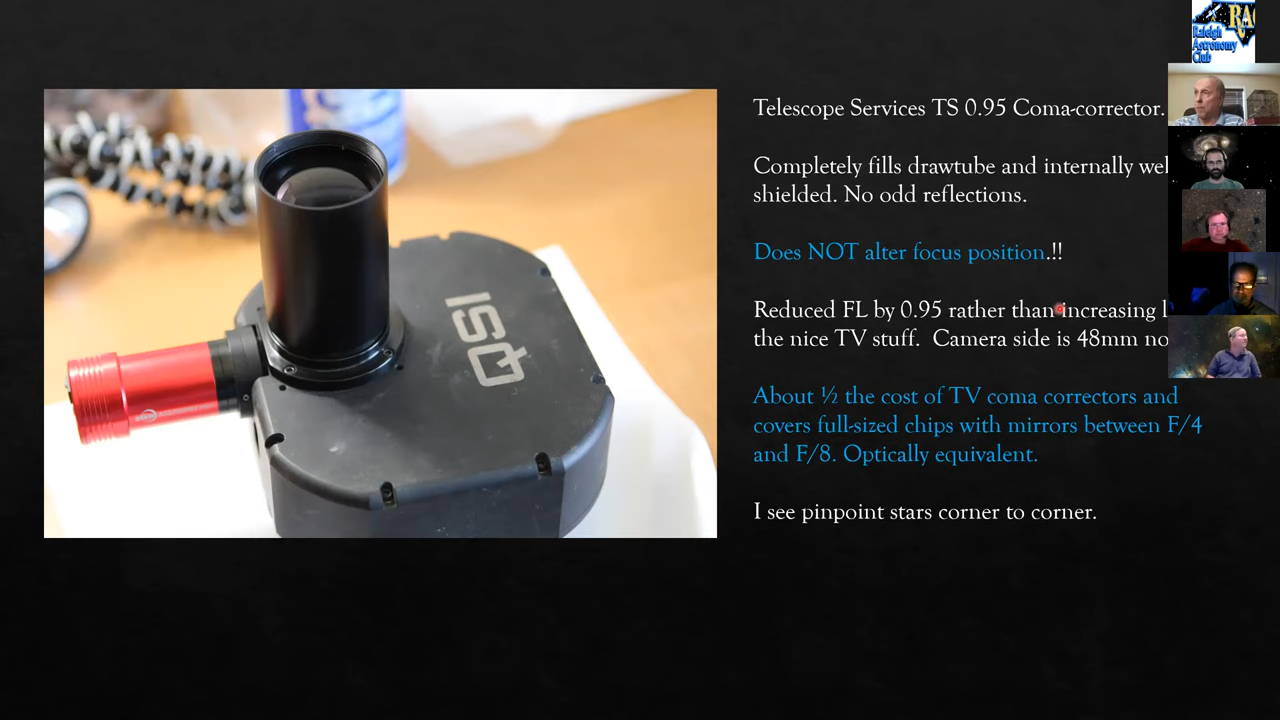 RA
Raleigh
Astronomy
Club
Telescope Services TS 0.95 Coma-corrector.
Completely fills drawtube and internally
shielded. No odd reflections.
Does NOT alter focus position.!!
Reduced FL by 0.95 rather than increasing
the nice TV stuff. Camera side is 48mm
About ½ the cost of TV coma correctors and
covers full-sized chips with mirrors between F/4
and F/8. Optically equivalent.
I see pinpoint stars corner to corner.
QSI